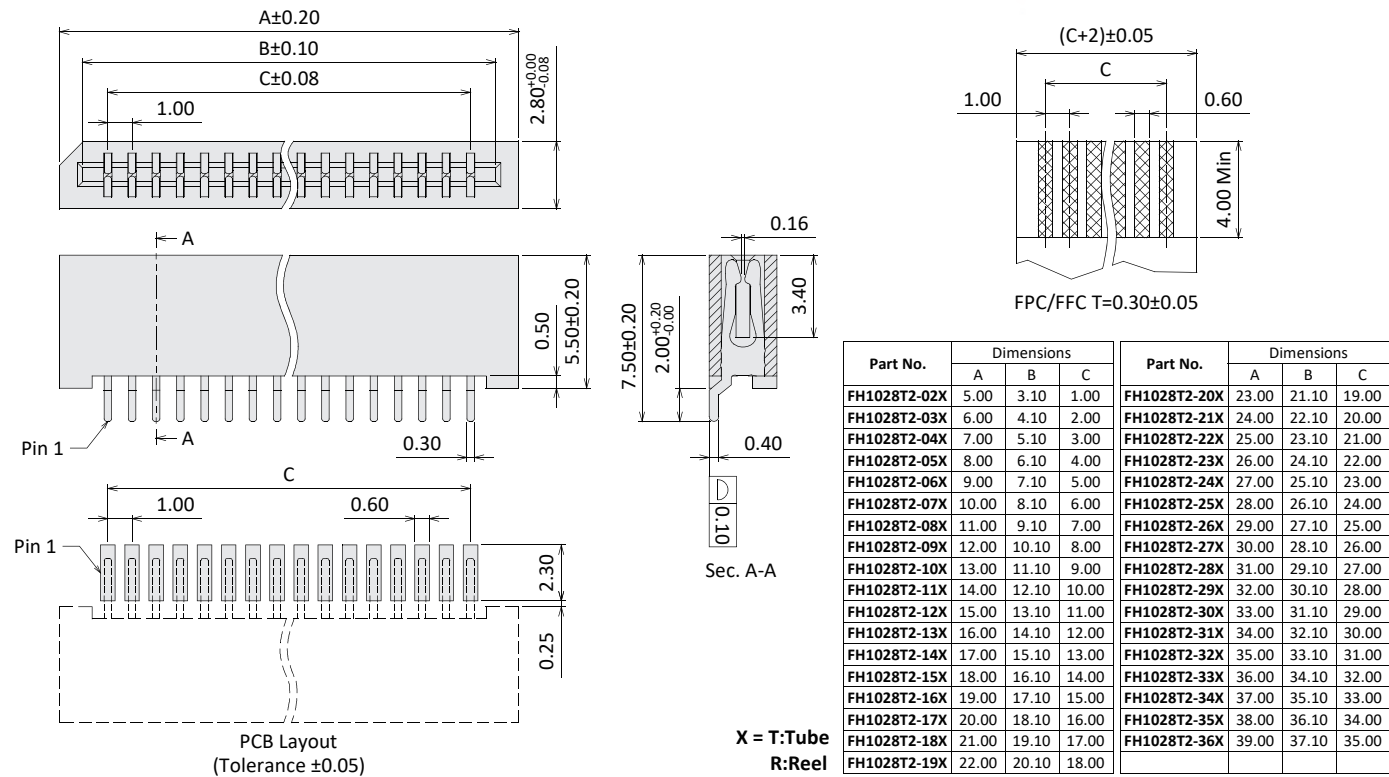 A±0.20
B±0.10
C±0.08
1.00
2.80+0.00-0.08
A
A
0.50
5.50±0.20
Pin 1
0.30
7.50±0.20
2.00+0.20-0.00
0.16
3.40
0.40
0.10
Sec. A-A
C
1.00
0.60
Pin 1
2.30
0.25
PCB Layout
(Tolerance ±0.05)
(C+2)±0.05
C
1.00
0.60
4.00 Min
FPC/FFC T=0.30±0.05
Part No. Dimensions Part No. Dimensions
A B C A B C
FH1028T2-02X 5.00 3.10 1.00 FH1028T2-20X 23.00 21.10 19.00
FH1028T2-03X 6.00 4.10 2.00 FH1028T2-21X 24.00 22.10 20.00
FH1028T2-04X 7.00 5.10 3.00 FH1028T2-22X 25.00 23.10 21.00
FH1028T2-05X 8.00 6.10 4.00 FH1028T2-23X 26.00 24.10 22.00
FH1028T2-06X 9.00 7.10 5.00 FH1028T2-24X 27.00 25.10 23.00
FH1028T2-07X 10.00 8.10 6.00 FH1028T2-25X 28.00 26.10 24.00
FH1028T2-08X 11.00 9.10 7.00 FH1028T2-26X 29.00 27.10 25.00
FH1028T2-09X 12.00 10.10 8.00 FH1028T2-27X 30.00 28.10 26.00
FH1028T2-10X 13.00 11.10 9.00 FH1028T2-28X 31.00 29.10 27.00
FH1028T2-11X 14.00 12.10 10.00 FH1028T2-29X 32.00 30.10 28.00
FH1028T2-12X 15.00 13.10 11.00 FH1028T2-30X 33.00 31.10 29.00
FH1028T2-13X 16.00 14.10 12.00 FH1028T2-31X 34.00 32.10 30.00
FH1028T2-14X 17.00 15.10 13.00 FH1028T2-32X 35.00 33.10 31.00
FH1028T2-15X 18.00 16.10 14.00 FH1028T2-33X 36.00 34.10 32.00
FH1028T2-16X 19.00 17.10 15.00 FH1028T2-34X 37.00 35.10 33.00
FH1028T2-17X 20.00 18.10 16.00 FH1028T2-35X 38.00 36.10 34.00
FH1028T2-18X 21.00 19.10 17.00 FH1028T2-36X 39.00 37.10 35.00
FH1028T2-19X 22.00 20.10 18.00
X = T:Tube
R:Reel